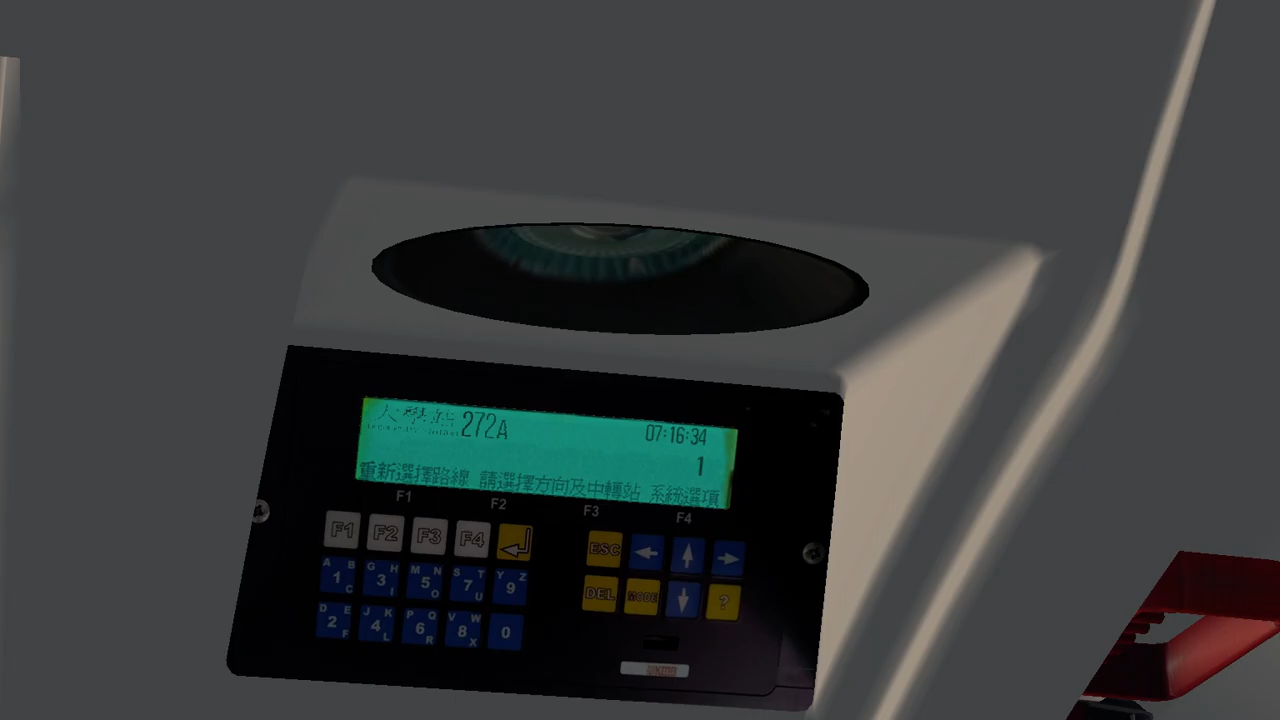 大學站 272A 07:16:34
1
重新選擇路線 請選擇方向及中轉站 系統選項
F1 F2 F3 F4
F1 F2 F3 F4 ESC
A B 1 C G H 3 I M N 5 O S T 7 U Y Z 9
DEL MODE ?
D E 2 F J K 4 L P Q 6 R V W 8 X 0